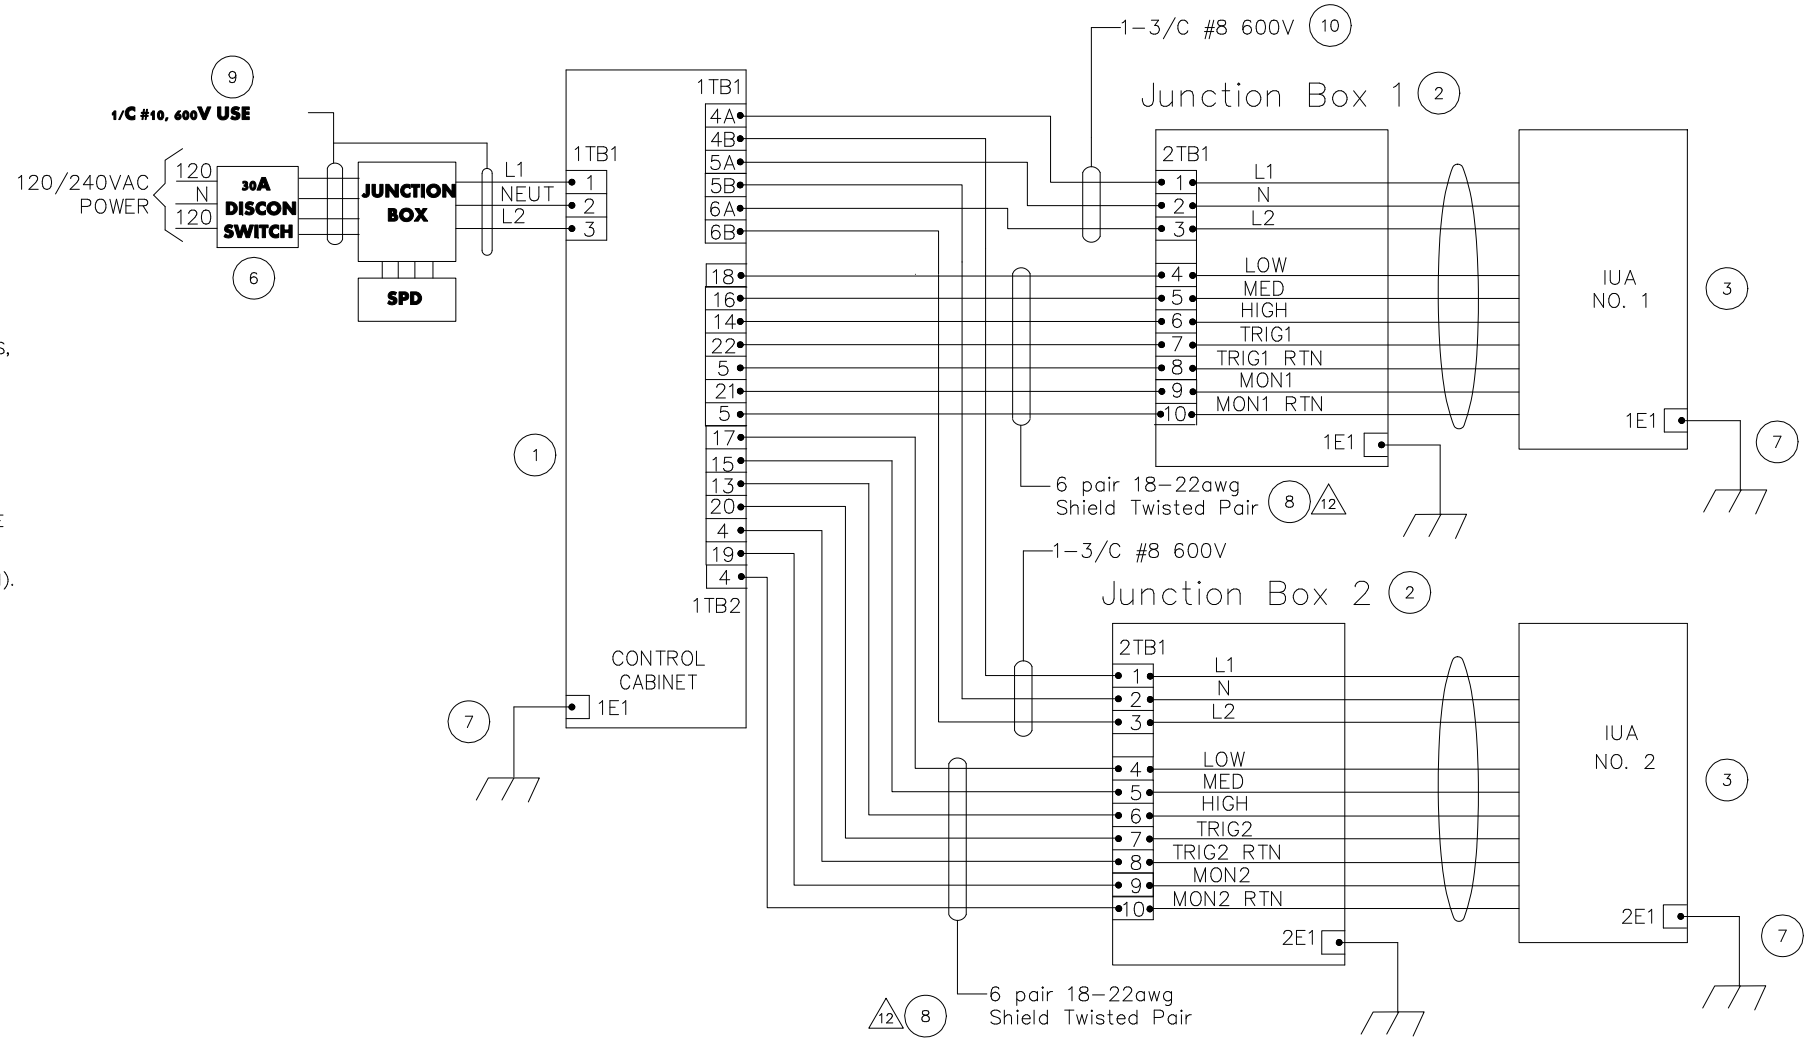 1-3/C #8 600V 10
9
1/C #10, 600V USE
Junction Box 1 2
120/240VAC
POWER
120
N
120
30A
DISCON
SWITCH
6
JUNCTION
BOX
SPD
L1
NEUT
L2
1TB1
1
2
3
1TB1
4A
4B
5A
5B
6A
6B
18
16
14
22
5
21
5
17
15
13
20
4
19
4
1TB2
1
CONTROL
CABINET
1E1
7
2TB1
1 L1
2 N
3 L2
4 LOW
5 MED
6 HIGH
7 TRIG1
8 TRIG1 RTN
9 MON1
10 MON1 RTN
1E1
IUA
NO. 1
3
1E1
7
6 pair 18-22awg
Shield Twisted Pair 8 12
S,
E
).
1-3/C #8 600V
Junction Box 2 2
2TB1
1 L1
2 N
3 L2
4 LOW
5 MED
6 HIGH
7 TRIG2
8 TRIG2 RTN
9 MON2
10 MON2 RTN
2E1
IUA
NO. 2
3
2E1
7
6 pair 18-22awg
Shield Twisted Pair
12 8